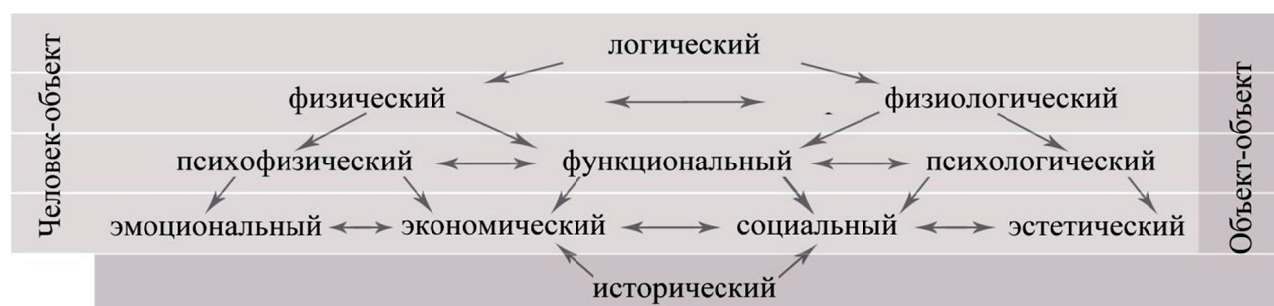 Человек-объект
логический
физический физиологический
психофизический функциональный психологический
эмоциональный экономический социальный эстетический
исторический
Объект-объект